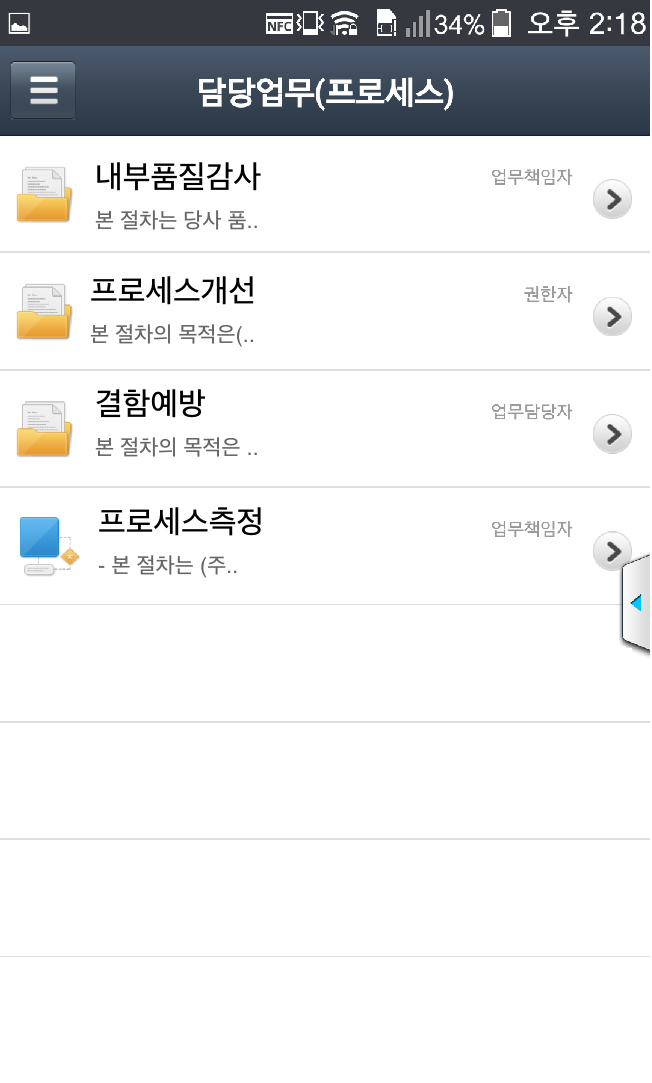 NFC 34% 오후 2:18
담당업무(프로세스)
내부품질감사 업무책임자
본 절차는 당사 품..
프로세스개선 권한자
본 절차의 목적은(..
결함예방 업무담당자
본 절차의 목적은 ..
프로세스측정 업무책임자
- 본 절차는 (주..